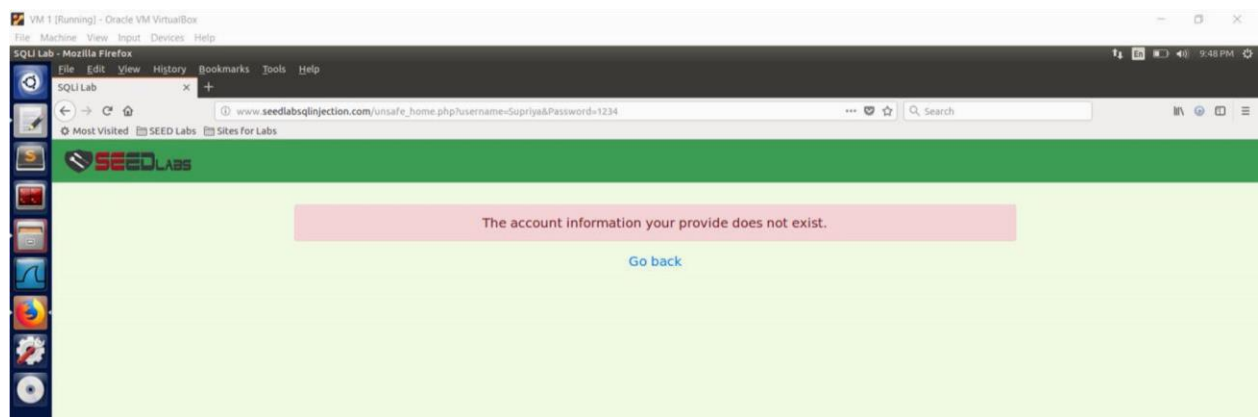 VM 1 [Running] - Oracle VM VirtualBox
File Machine View Input Devices Help
SQLi Lab - Mozilla Firefox
En 9:48 PM
File Edit View History Bookmarks Tools Help
SQLi Lab × +
www.seedlabsqlinjection.com/unsafe_home.php?username=Supriya&Password=1234
Search
Most Visited SEED Labs Sites for Labs
SEEDLABS
The account information your provide does not exist.
Go back